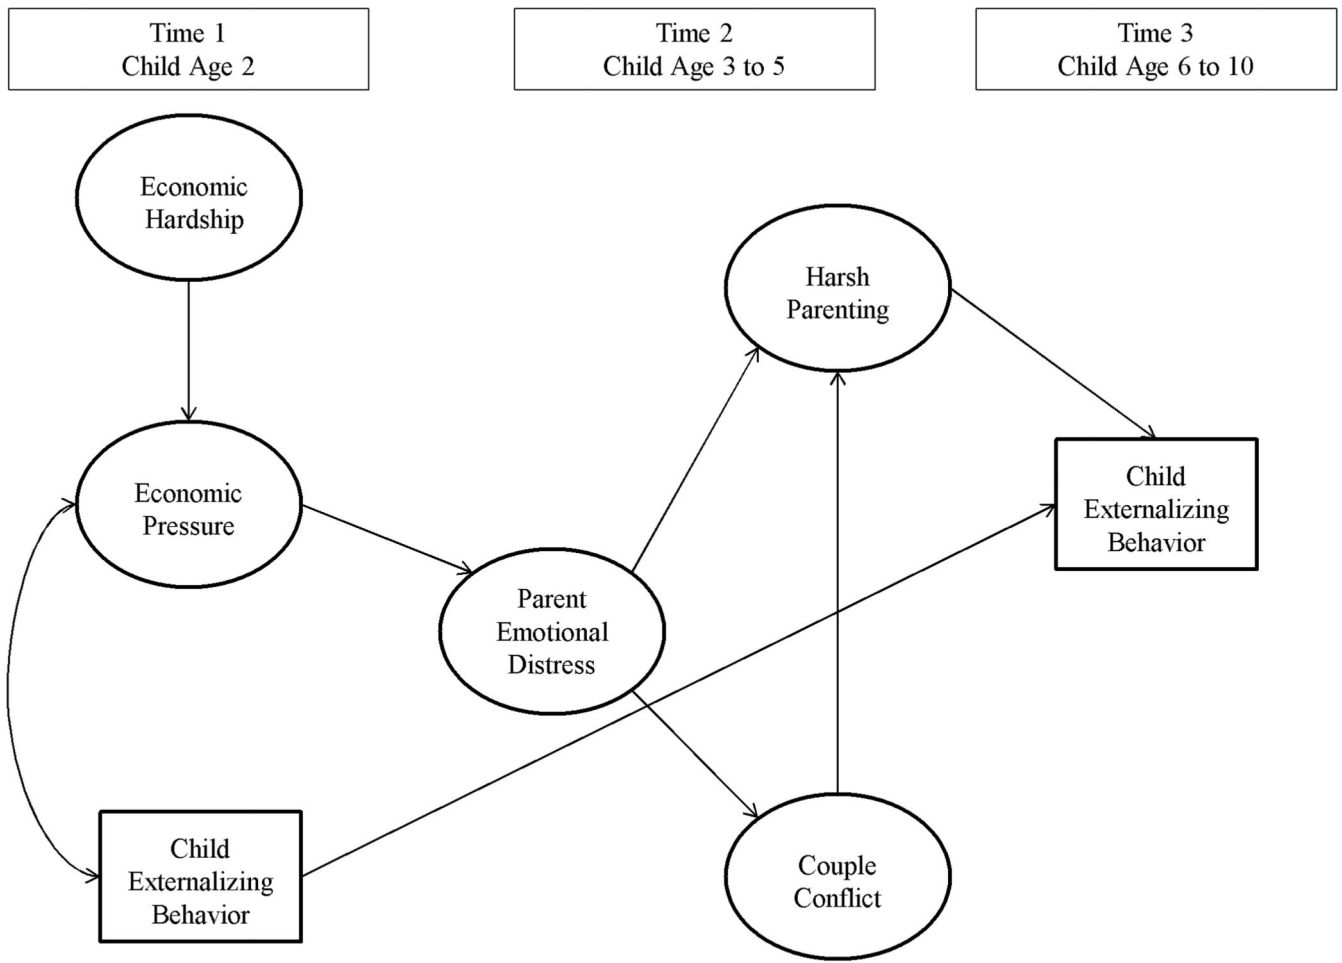 Time 1
Child Age 2
Time 2
Child Age 3 to 5
Time 3
Child Age 6 to 10
Economic
Hardship
Harsh
Parenting
Economic
Pressure
Child
Externalizing
Behavior
Parent
Emotional
Distress
Child
Externalizing
Behavior
Couple
Conflict